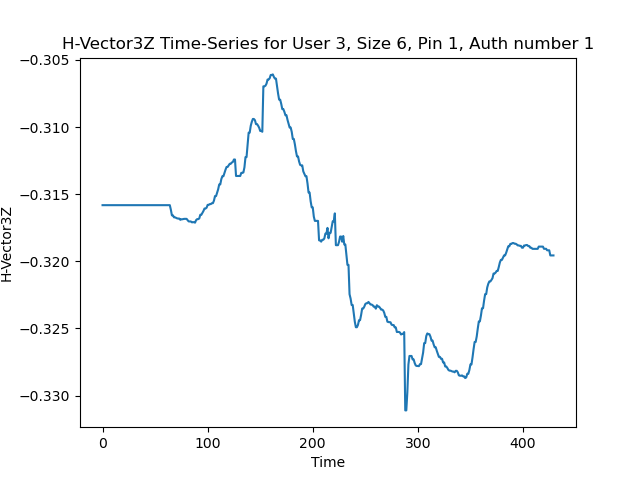 H-Vector3Z Time-Series for User 3, Size 6, Pin 1, Auth number 1
−0.305
−0.310
−0.315
−0.320
−0.325
−0.330
H-Vector3Z
0 100 200 300 400
Time